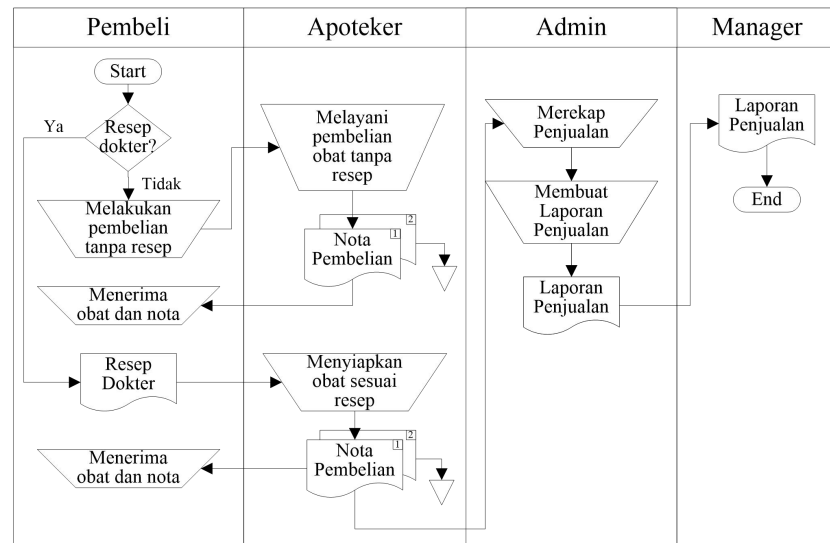 Pembeli
Apoteker
Admin
Manager
Start
Ya
Resep
dokter?
Tidak
Melakukan
pembelian
tanpa resep
Melayani
pembelian
obat tanpa
resep
2
1
Nota
Pembelian
Menerima
obat dan nota
Resep
Dokter
Menyiapkan
obat sesuai
resep
2
1
Nota
Pembelian
Menerima
obat dan nota
Merekap
Penjualan
Membuat
Laporan
Penjualan
Laporan
Penjualan
Laporan
Penjualan
End